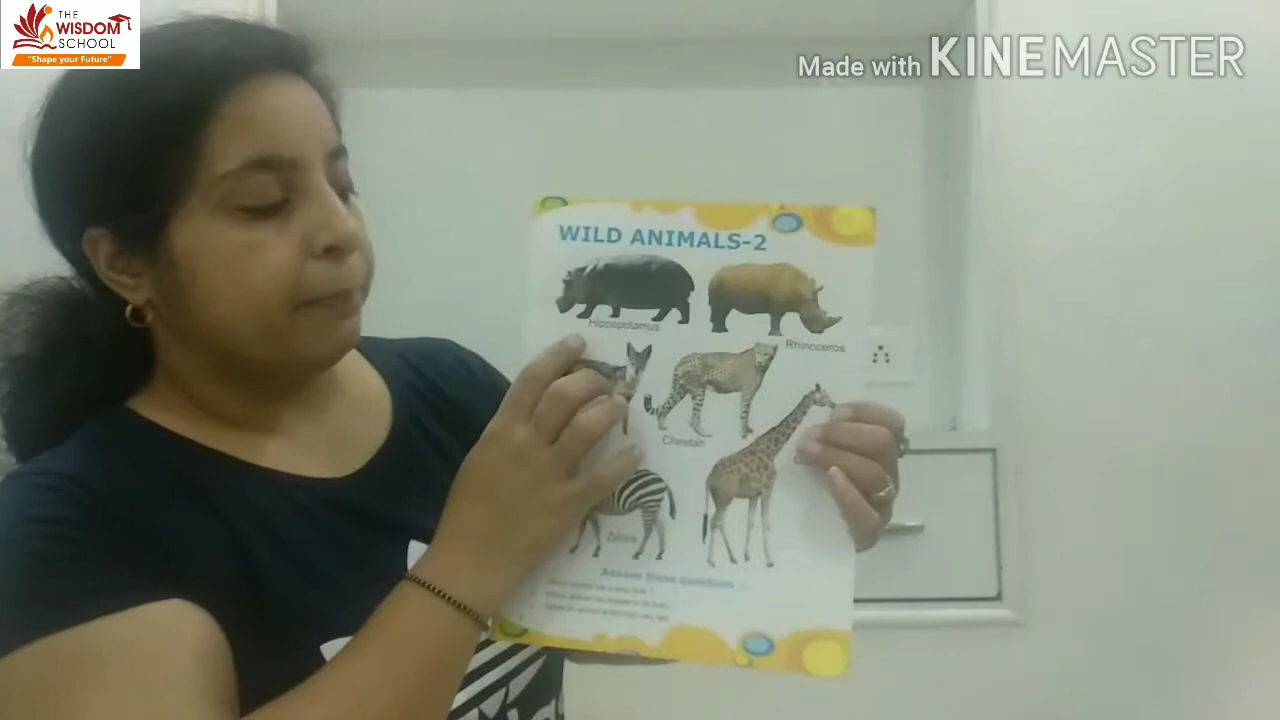 THE
WISDOM
SCHOOL
"Shape your Future"
Made with KINEMASTER
WILD ANIMALS-2
Hippopotamus
Rhinoceros
Cheetah
Zebra
Answer these questions